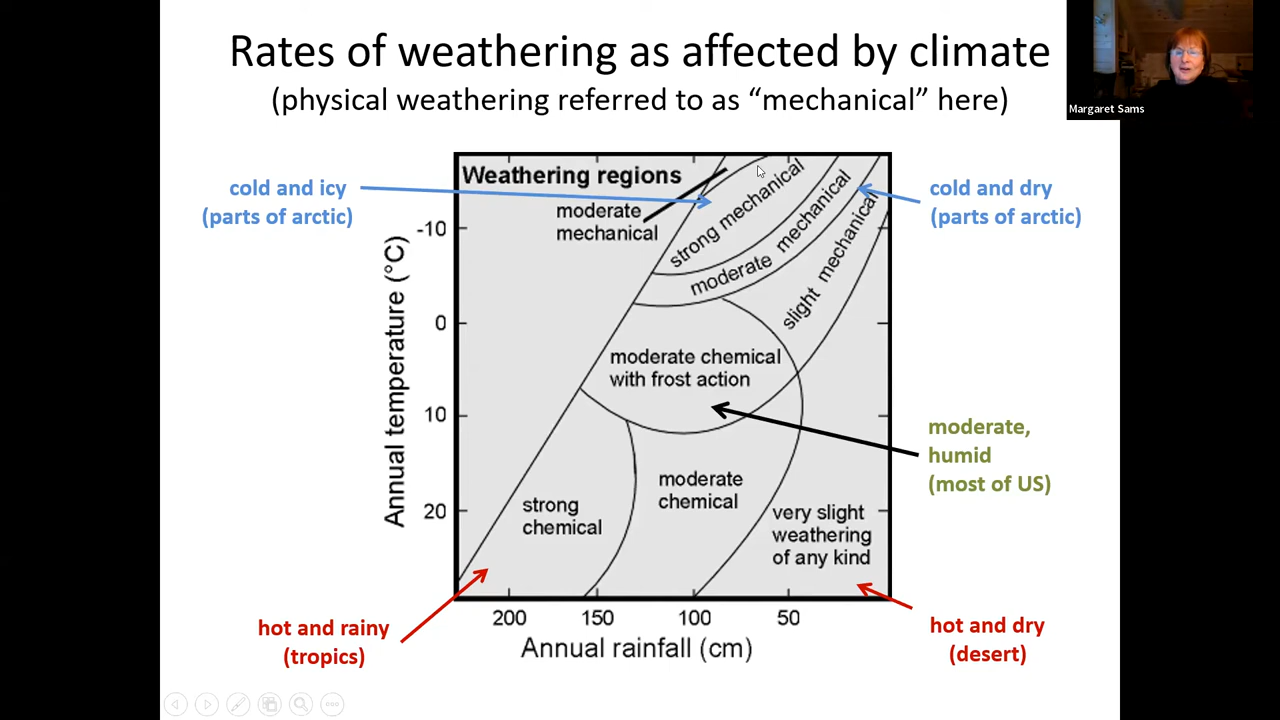 Rates of weathering as affected by climate
(physical weathering referred to as “mechanical” here)
Margaret Sams
Weathering regions
cold and icy
(parts of arctic)
moderate
mechanical
strong mechanical
moderate mechanical
slight mechanical
cold and dry
(parts of arctic)
Annual temperature (°C)
-10
0
10
20
moderate chemical
with frost action
moderate,
humid
(most of US)
strong
chemical
moderate
chemical
very slight
weathering
of any kind
200
150
100
50
Annual rainfall (cm)
hot and rainy
(tropics)
hot and dry
(desert)